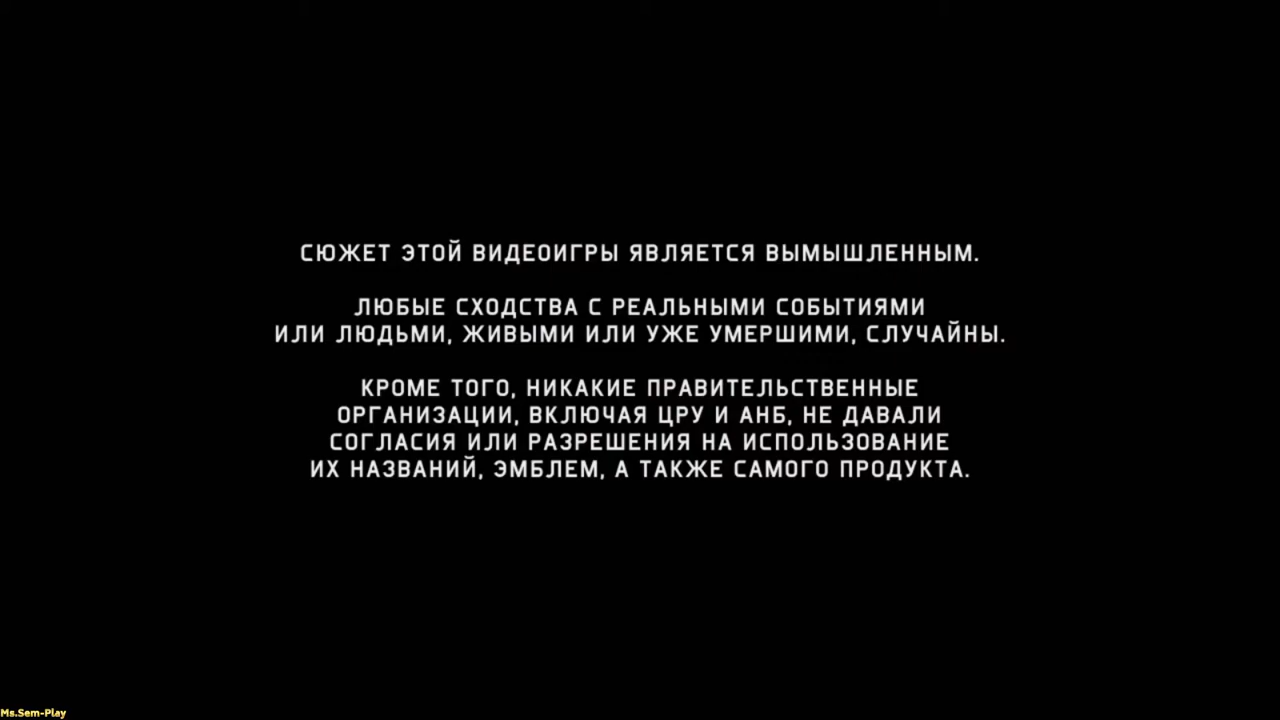 СЮЖЕТ ЭТОЙ ВИДЕОИГРЫ ЯВЛЯЕТСЯ ВЫМЫШЛЕННЫМ.
ЛЮБЫЕ СХОДСТВА С РЕАЛЬНЫМИ СОБЫТИЯМИ
ИЛИ ЛЮДЬМИ, ЖИВЫМИ ИЛИ УЖЕ УМЕРШИМИ, СЛУЧАЙНЫ.
КРОМЕ ТОГО, НИКАКИЕ ПРАВИТЕЛЬСТВЕННЫЕ
ОРГАНИЗАЦИИ, ВКЛЮЧАЯ ЦРУ И АНБ, НЕ ДАВАЛИ
СОГЛАСИЯ ИЛИ РАЗРЕШЕНИЯ НА ИСПОЛЬЗОВАНИЕ
ИХ НАЗВАНИЙ, ЭМБЛЕМ, А ТАКЖЕ САМОГО ПРОДУКТА.
Ms.Sem-Play